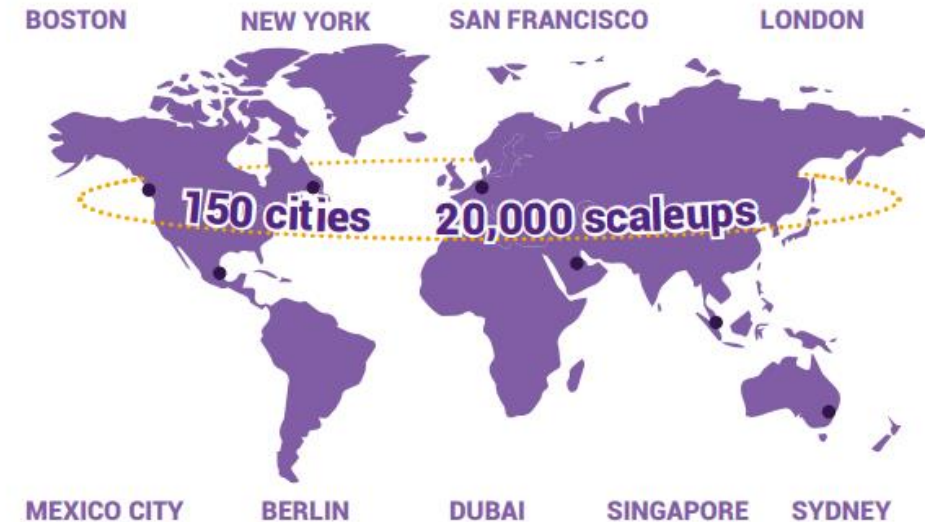 BOSTON NEW YORK SAN FRANCISCO LONDON
150 cities 20,000 scaleups
MEXICO CITY BERLIN DUBAI SINGAPORE SYDNEY